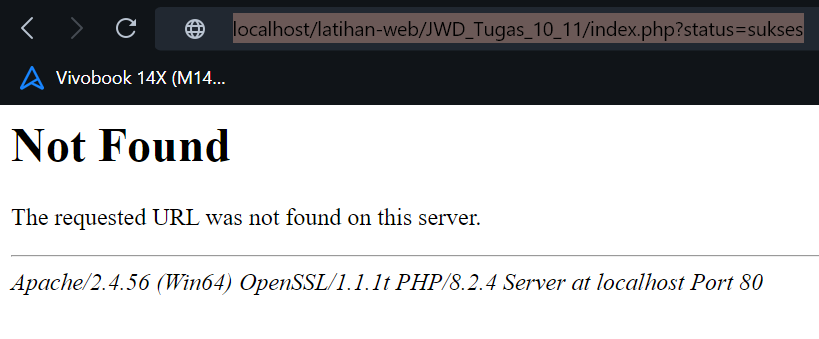 localhost/latihan-web/JWD_Tugas_10_11/index.php?status=sukses
Vivobook 14X (M14...
Not Found
The requested URL was not found on this server.
Apache/2.4.56 (Win64) OpenSSL/1.1.1t PHP/8.2.4 Server at localhost Port 80